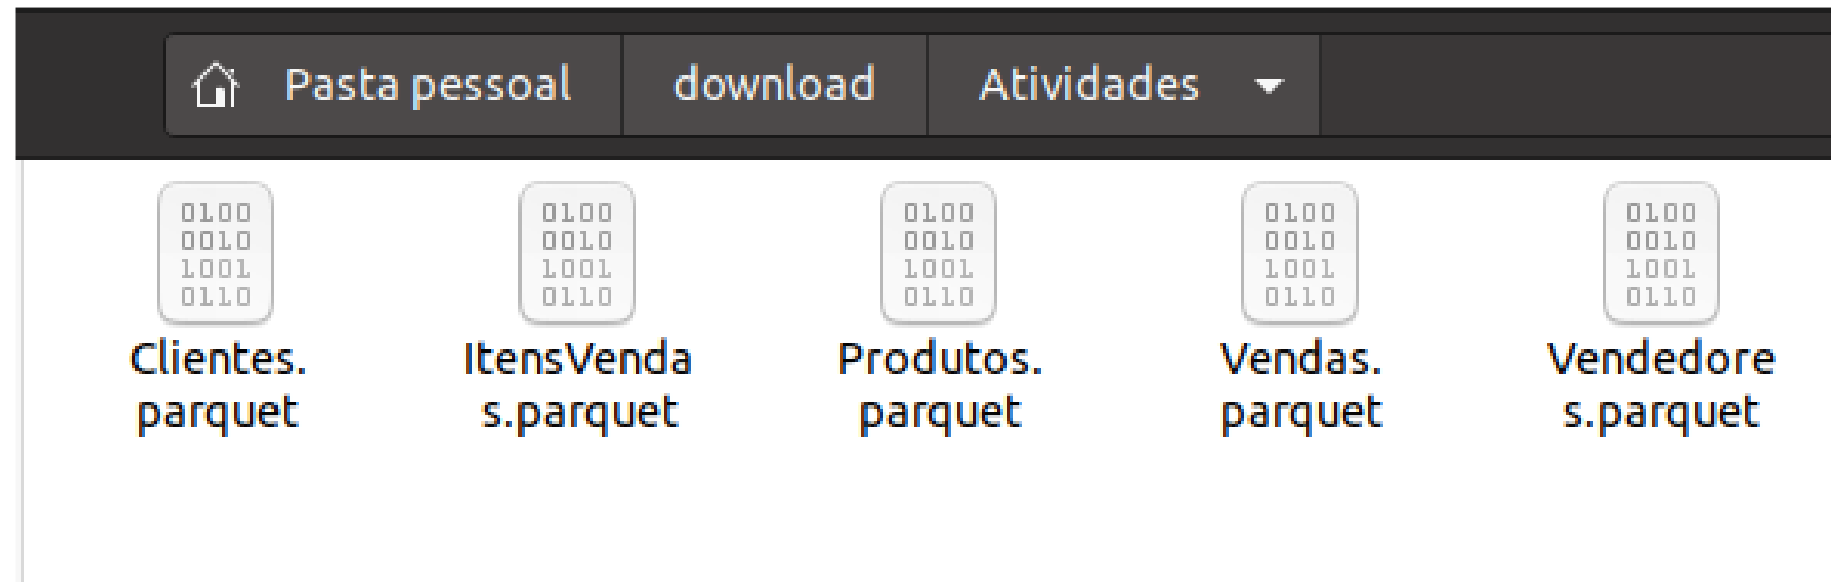 Pasta pessoal download Atividades
0100 0100 0100 0100 0100
0010 0010 0010 0010 0010
1001 1001 1001 1001 1001
0110 0110 0110 0110 0110
Clientes. ItensVenda Produtos. Vendas. Vendedore
parquet s.parquet parquet parquet s.parquet